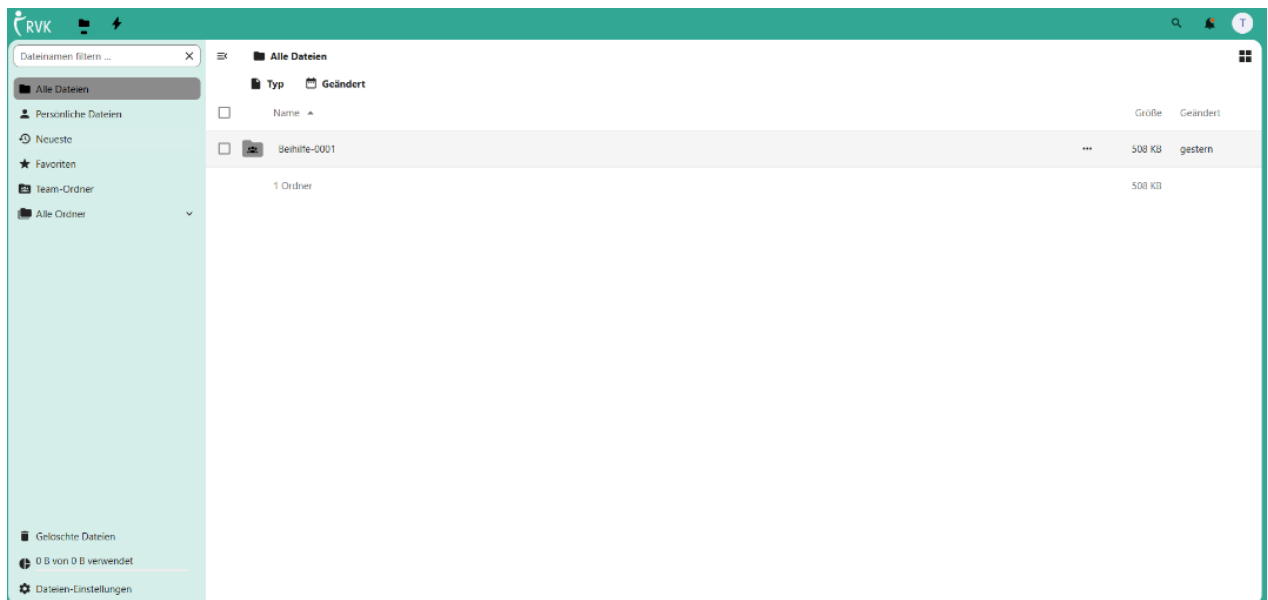 RVK
T
Dateinamen filtern ...
Alle Dateien
Persönliche Dateien
Neueste
Favoriten
Team-Ordner
Alle Ordner
Gelöschte Dateien
0 B von 0 B verwendet
Dateien-Einstellungen
Alle Dateien
Typ Geändert
Name Größe Geändert
Beihilfe-0001 508 KB gestern
1 Ordner 508 KB